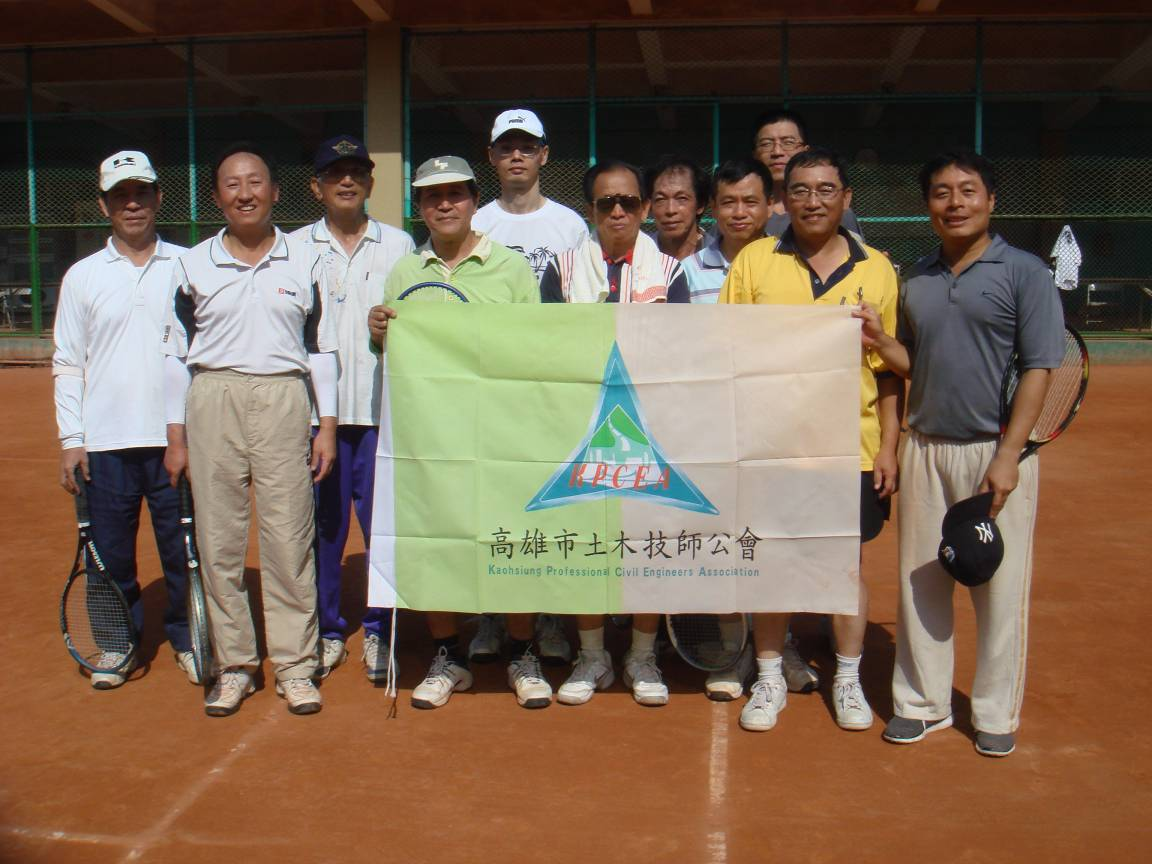 KPCEA
高雄市土木技師公會
Kaohsiung Professional Civil Engineers Association